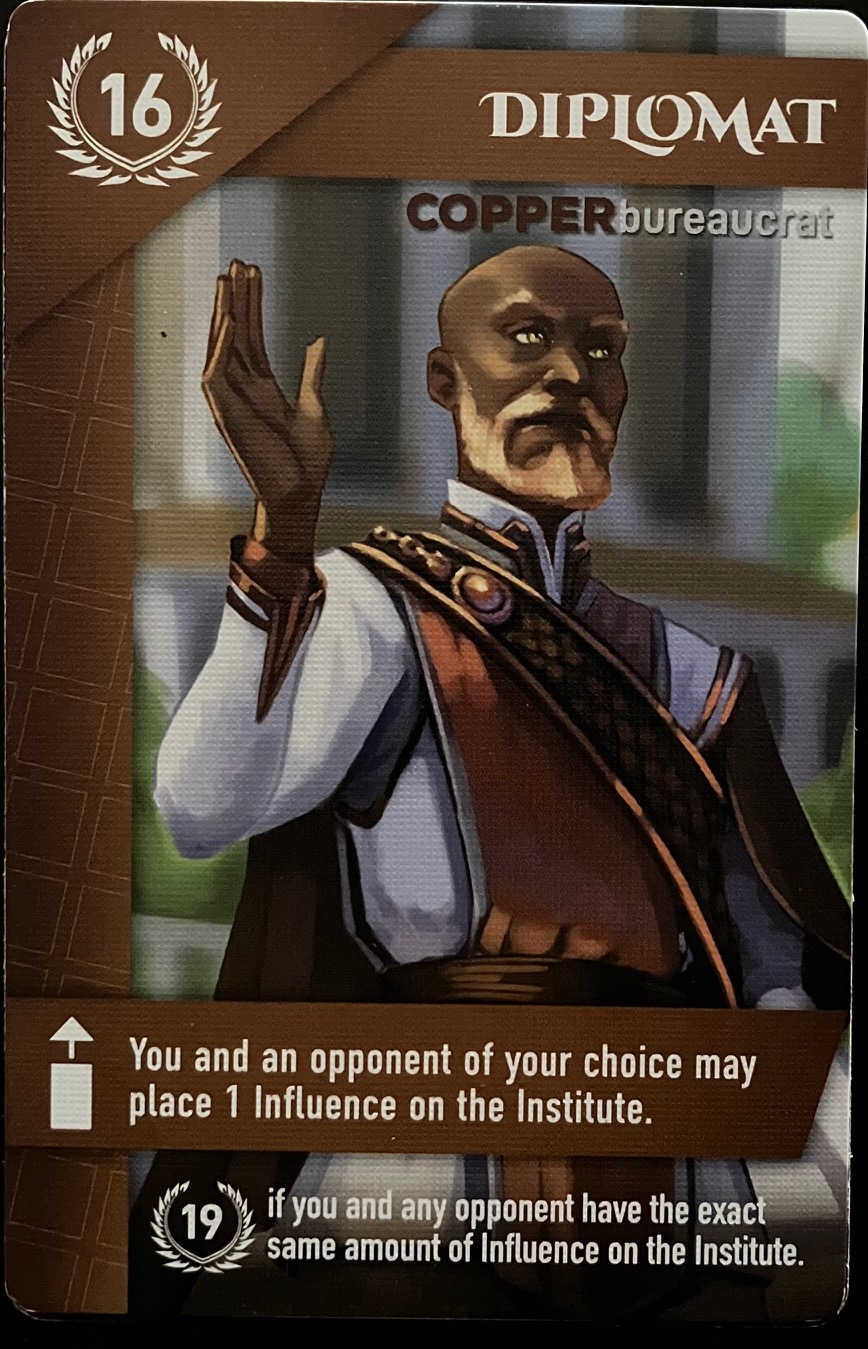 16
DIPLOMAT
COPPERbureaucrat
You and an opponent of your choice may
place 1 Influence on the Institute.
19
if you and any opponent have the exact
same amount of Influence on the Institute.